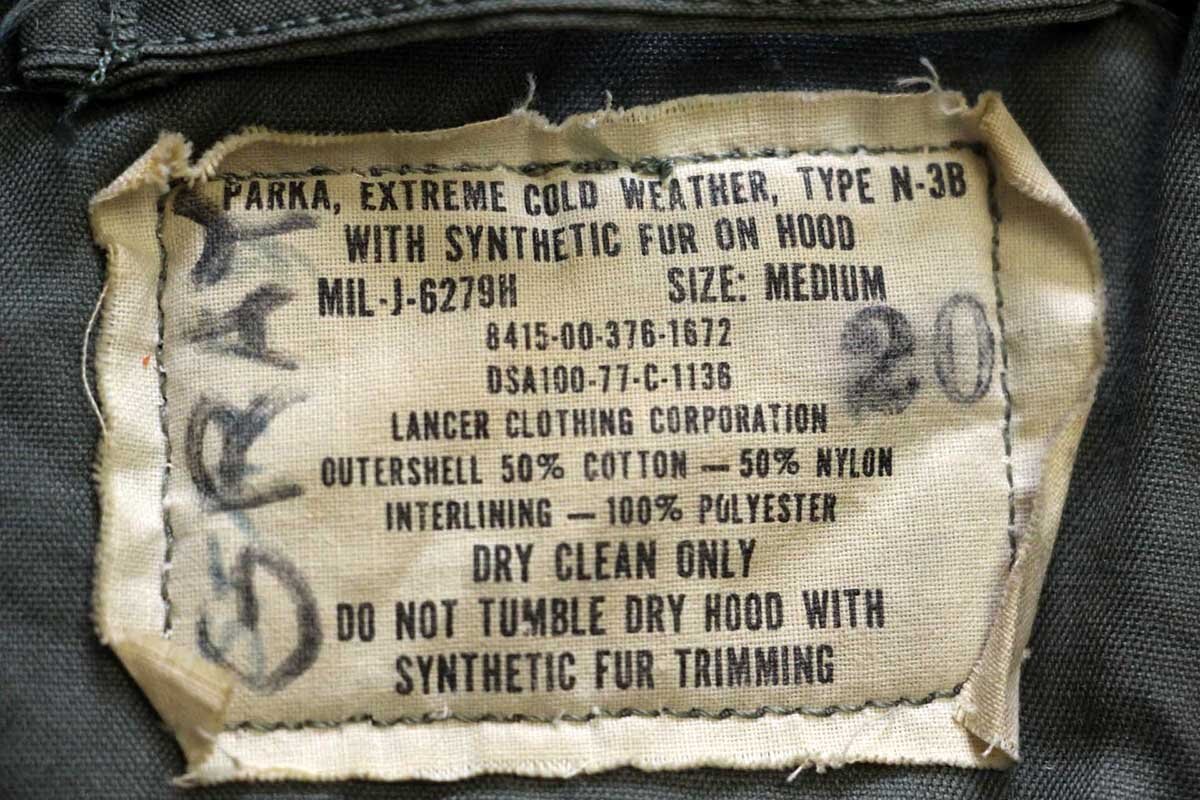 PARKA, EXTREME COLD WEATHER, TYPE N-3B
WITH SYNTHETIC FUR ON HOOD
MIL-J-6279H SIZE: MEDIUM
8415-00-376-1672
DSA100-77-C-1136
LANCER CLOTHING CORPORATION
OUTERSHELL 50% COTTON — 50% NYLON
INTERLINING — 100% POLYESTER
DRY CLEAN ONLY
DO NOT TUMBLE DRY HOOD WITH
SYNTHETIC FUR TRIMMING
20
GRAY